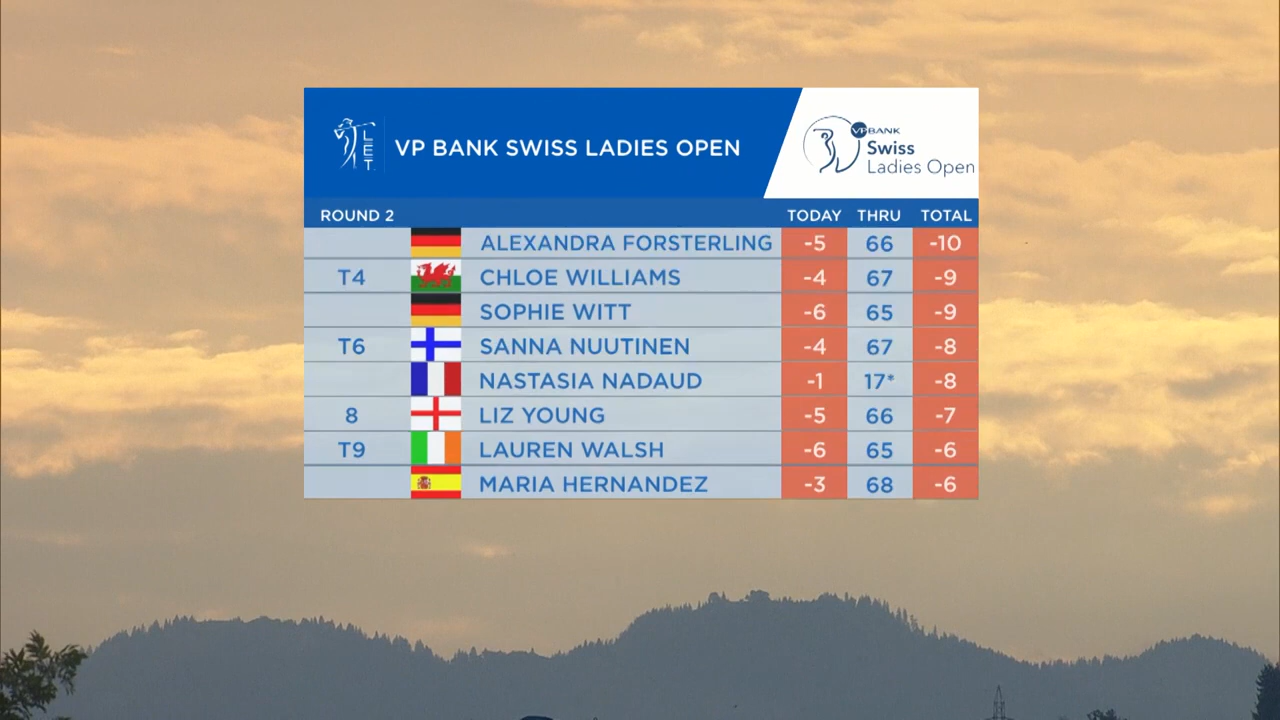 LET
VP BANK SWISS LADIES OPEN
VP BANK
Swiss
Ladies Open
ROUND 2 TODAY THRU TOTAL
ALEXANDRA FORSTERLING -5 66 -10
T4 CHLOE WILLIAMS -4 67 -9
SOPHIE WITT -6 65 -9
T6 SANNA NUUTINEN -4 67 -8
NASTASIA NADAUD -1 17* -8
8 LIZ YOUNG -5 66 -7
T9 LAUREN WALSH -6 65 -6
MARIA HERNANDEZ -3 68 -6